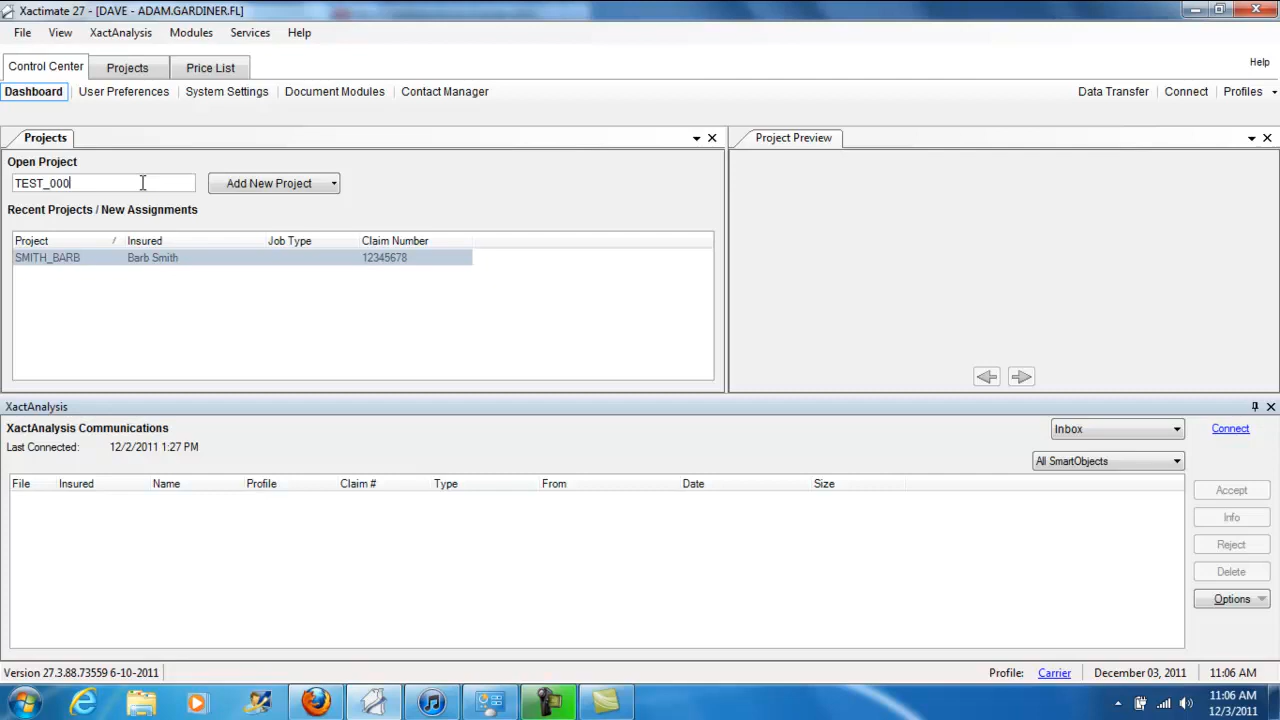 Xactimate 27 - [DAVE - ADAM.GARDINER.FL]
File View XactAnalysis Modules Services Help
Control Center Projects Price List Help
Dashboard User Preferences System Settings Document Modules Contact Manager Data Transfer Connect Profiles
Projects
Open Project
TEST_000
Add New Project
Recent Projects / New Assignments
Project / Insured Job Type Claim Number
SMITH_BARB Barb Smith 12345678
Project Preview
XactAnalysis
XactAnalysis Communications
Inbox Connect
Last Connected: 12/2/2011 1:27 PM
All SmartObjects
File Insured Name Profile Claim # Type From Date Size
Accept
Info
Reject
Delete
Options
Version 27.3.88.73559 6-10-2011 Profile: Carrier December 03, 2011 11:06 AM
11:06 AM
12/3/2011